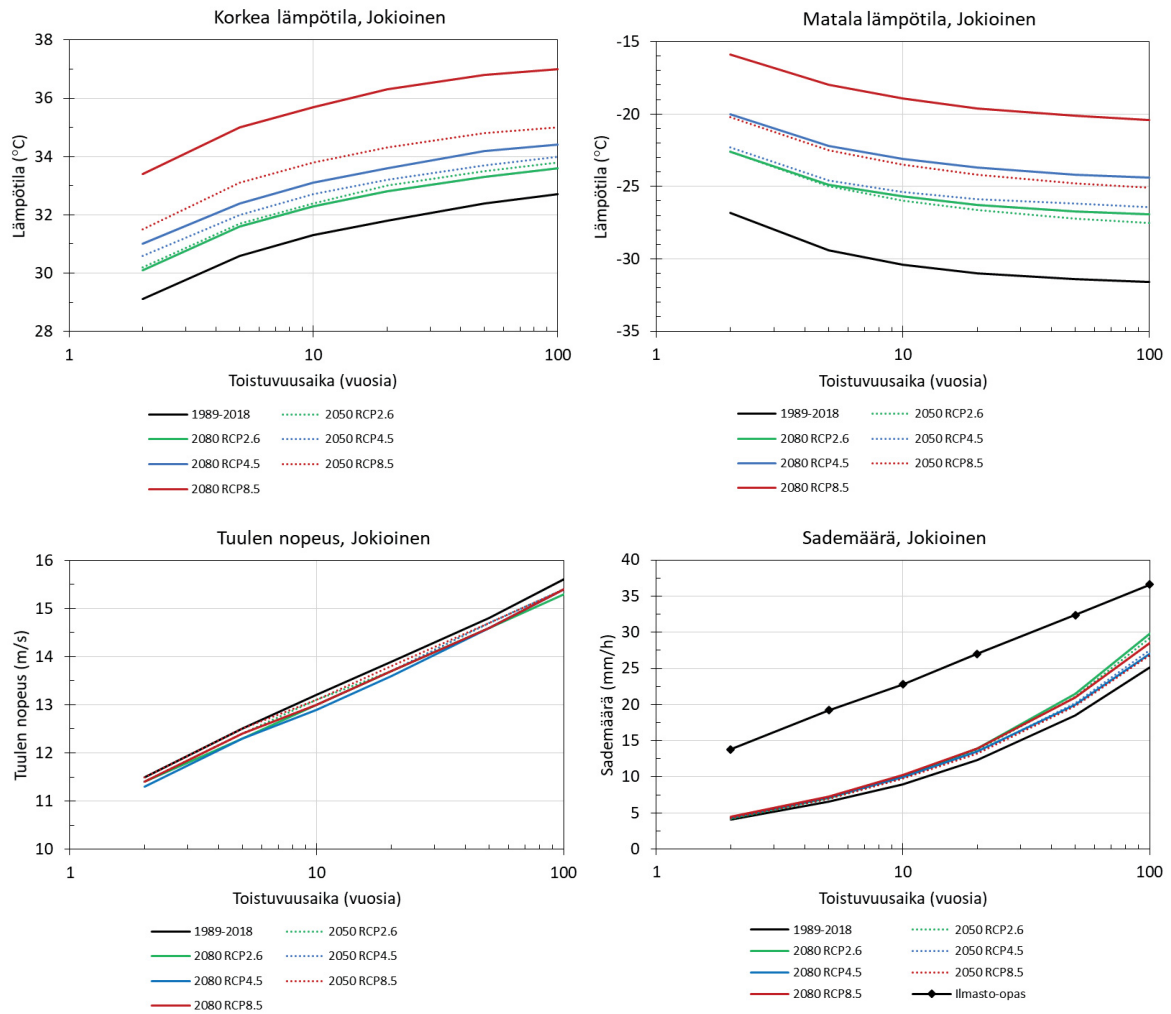 Korkea lämpötila, Jokioinen
38
36
34
32
30
28
Lämpötila (°C)
1
10
100
Toistuvuusaika (vuosia)
1989-2018
2050 RCP2.6
2080 RCP2.6
2050 RCP4.5
2080 RCP4.5
2050 RCP8.5
2080 RCP8.5
Matala lämpötila, Jokioinen
-15
-20
-25
-30
-35
Lämpötila (°C)
1
10
100
Toistuvuusaika (vuosia)
1989-2018
2050 RCP2.6
2080 RCP2.6
2050 RCP4.5
2080 RCP4.5
2050 RCP8.5
2080 RCP8.5
Tuulen nopeus, Jokioinen
16
15
14
13
12
11
10
Tuulen nopeus (m/s)
1
10
100
Toistuvuusaika (vuosia)
1989-2018
2050 RCP2.6
2080 RCP2.6
2050 RCP4.5
2080 RCP4.5
2050 RCP8.5
2080 RCP8.5
Sademäärä, Jokioinen
40
35
30
25
20
15
10
5
0
Sademäärä (mm/h)
1
10
100
Toistuvuusaika (vuosia)
1989-2018
2050 RCP2.6
2080 RCP2.6
2050 RCP4.5
2080 RCP4.5
2050 RCP8.5
2080 RCP8.5
Ilmasto-opas